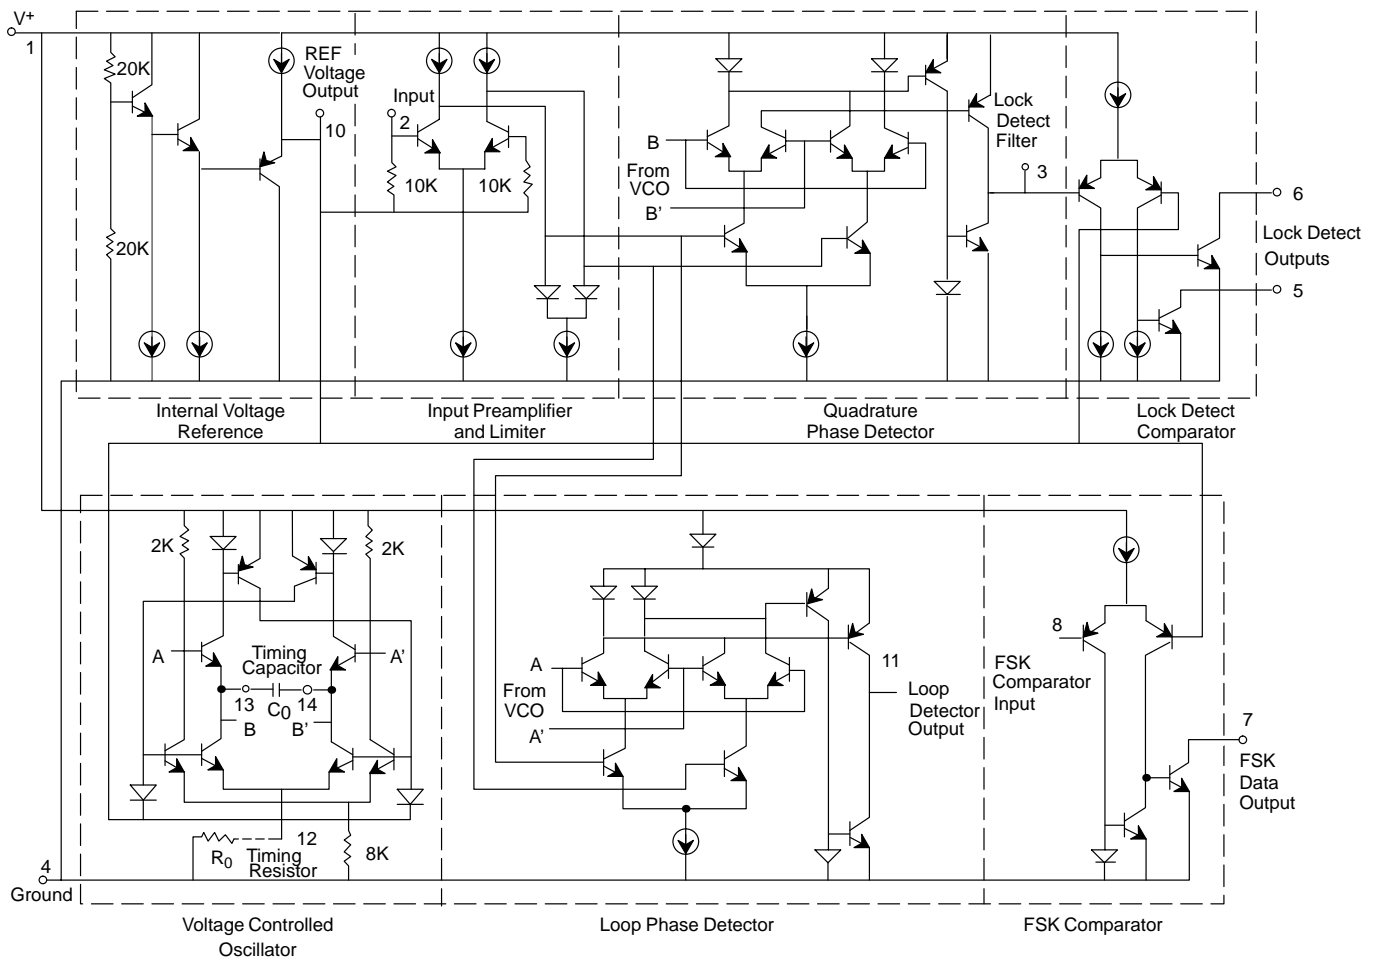 V+
1
20K
REF
Voltage
Output
10
20K
Input
2
10K
10K
B
From
VCO
B'
Lock
Detect
Filter
3
6
Lock Detect
Outputs
5
Internal Voltage
Reference
Input Preamplifier
and Limiter
Quadrature
Phase Detector
Lock Detect
Comparator
2K
2K
A
Timing
Capacitor
A'
13
C0
14
B
B'
12
R0
Timing
Resistor
8K
4
Ground
A
From
VCO
A'
11
Loop
Detector
Output
8
FSK
Comparator
Input
7
FSK
Data
Output
Voltage Controlled
Oscillator
Loop Phase Detector
FSK Comparator